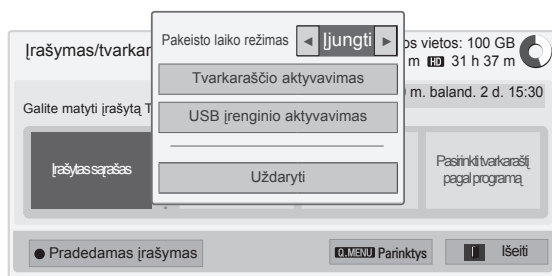 Pakeisto laiko režimas ◄ Įjungti ►
Tvarkaraščio aktyvavimas
USB įrenginio aktyvavimas
Uždaryti
Įrašymas/tvarkar
os vietos: 100 GB
m HD 31 h 37 m
m. baland. 2 d. 15:30
Galite matyti įrašytą T
Įrašytas sąrašas
Pasirinkti tvarkaraštį
pagal programą
● Pradedamas įrašymas
Q.MENU Parinktys
Išeiti